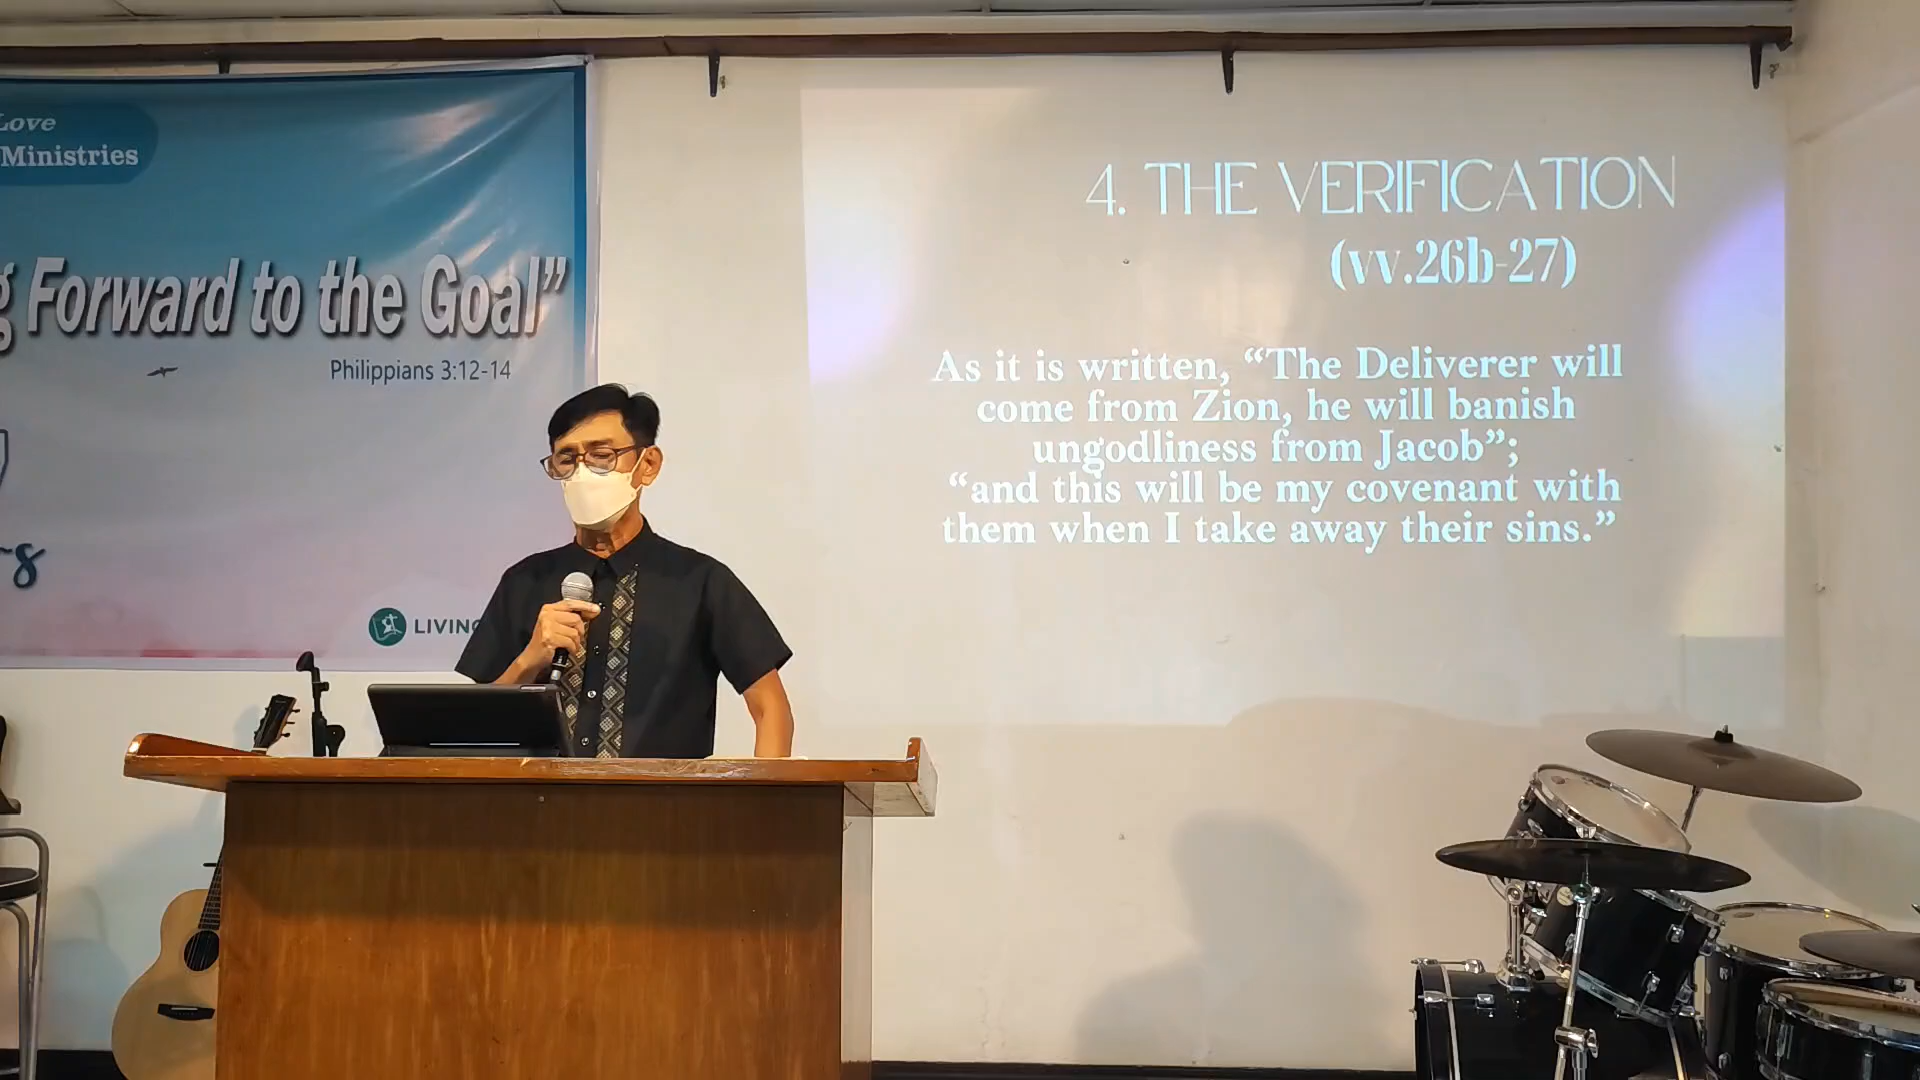 Love
Ministries
g Forward to the Goal”
Philippians 3:12-14
LIVING
4. THE VERIFICATION
(vv.26b-27)
As it is written, “The Deliverer will
come from Zion, he will banish
ungodliness from Jacob”;
“and this will be my covenant with
them when I take away their sins.”